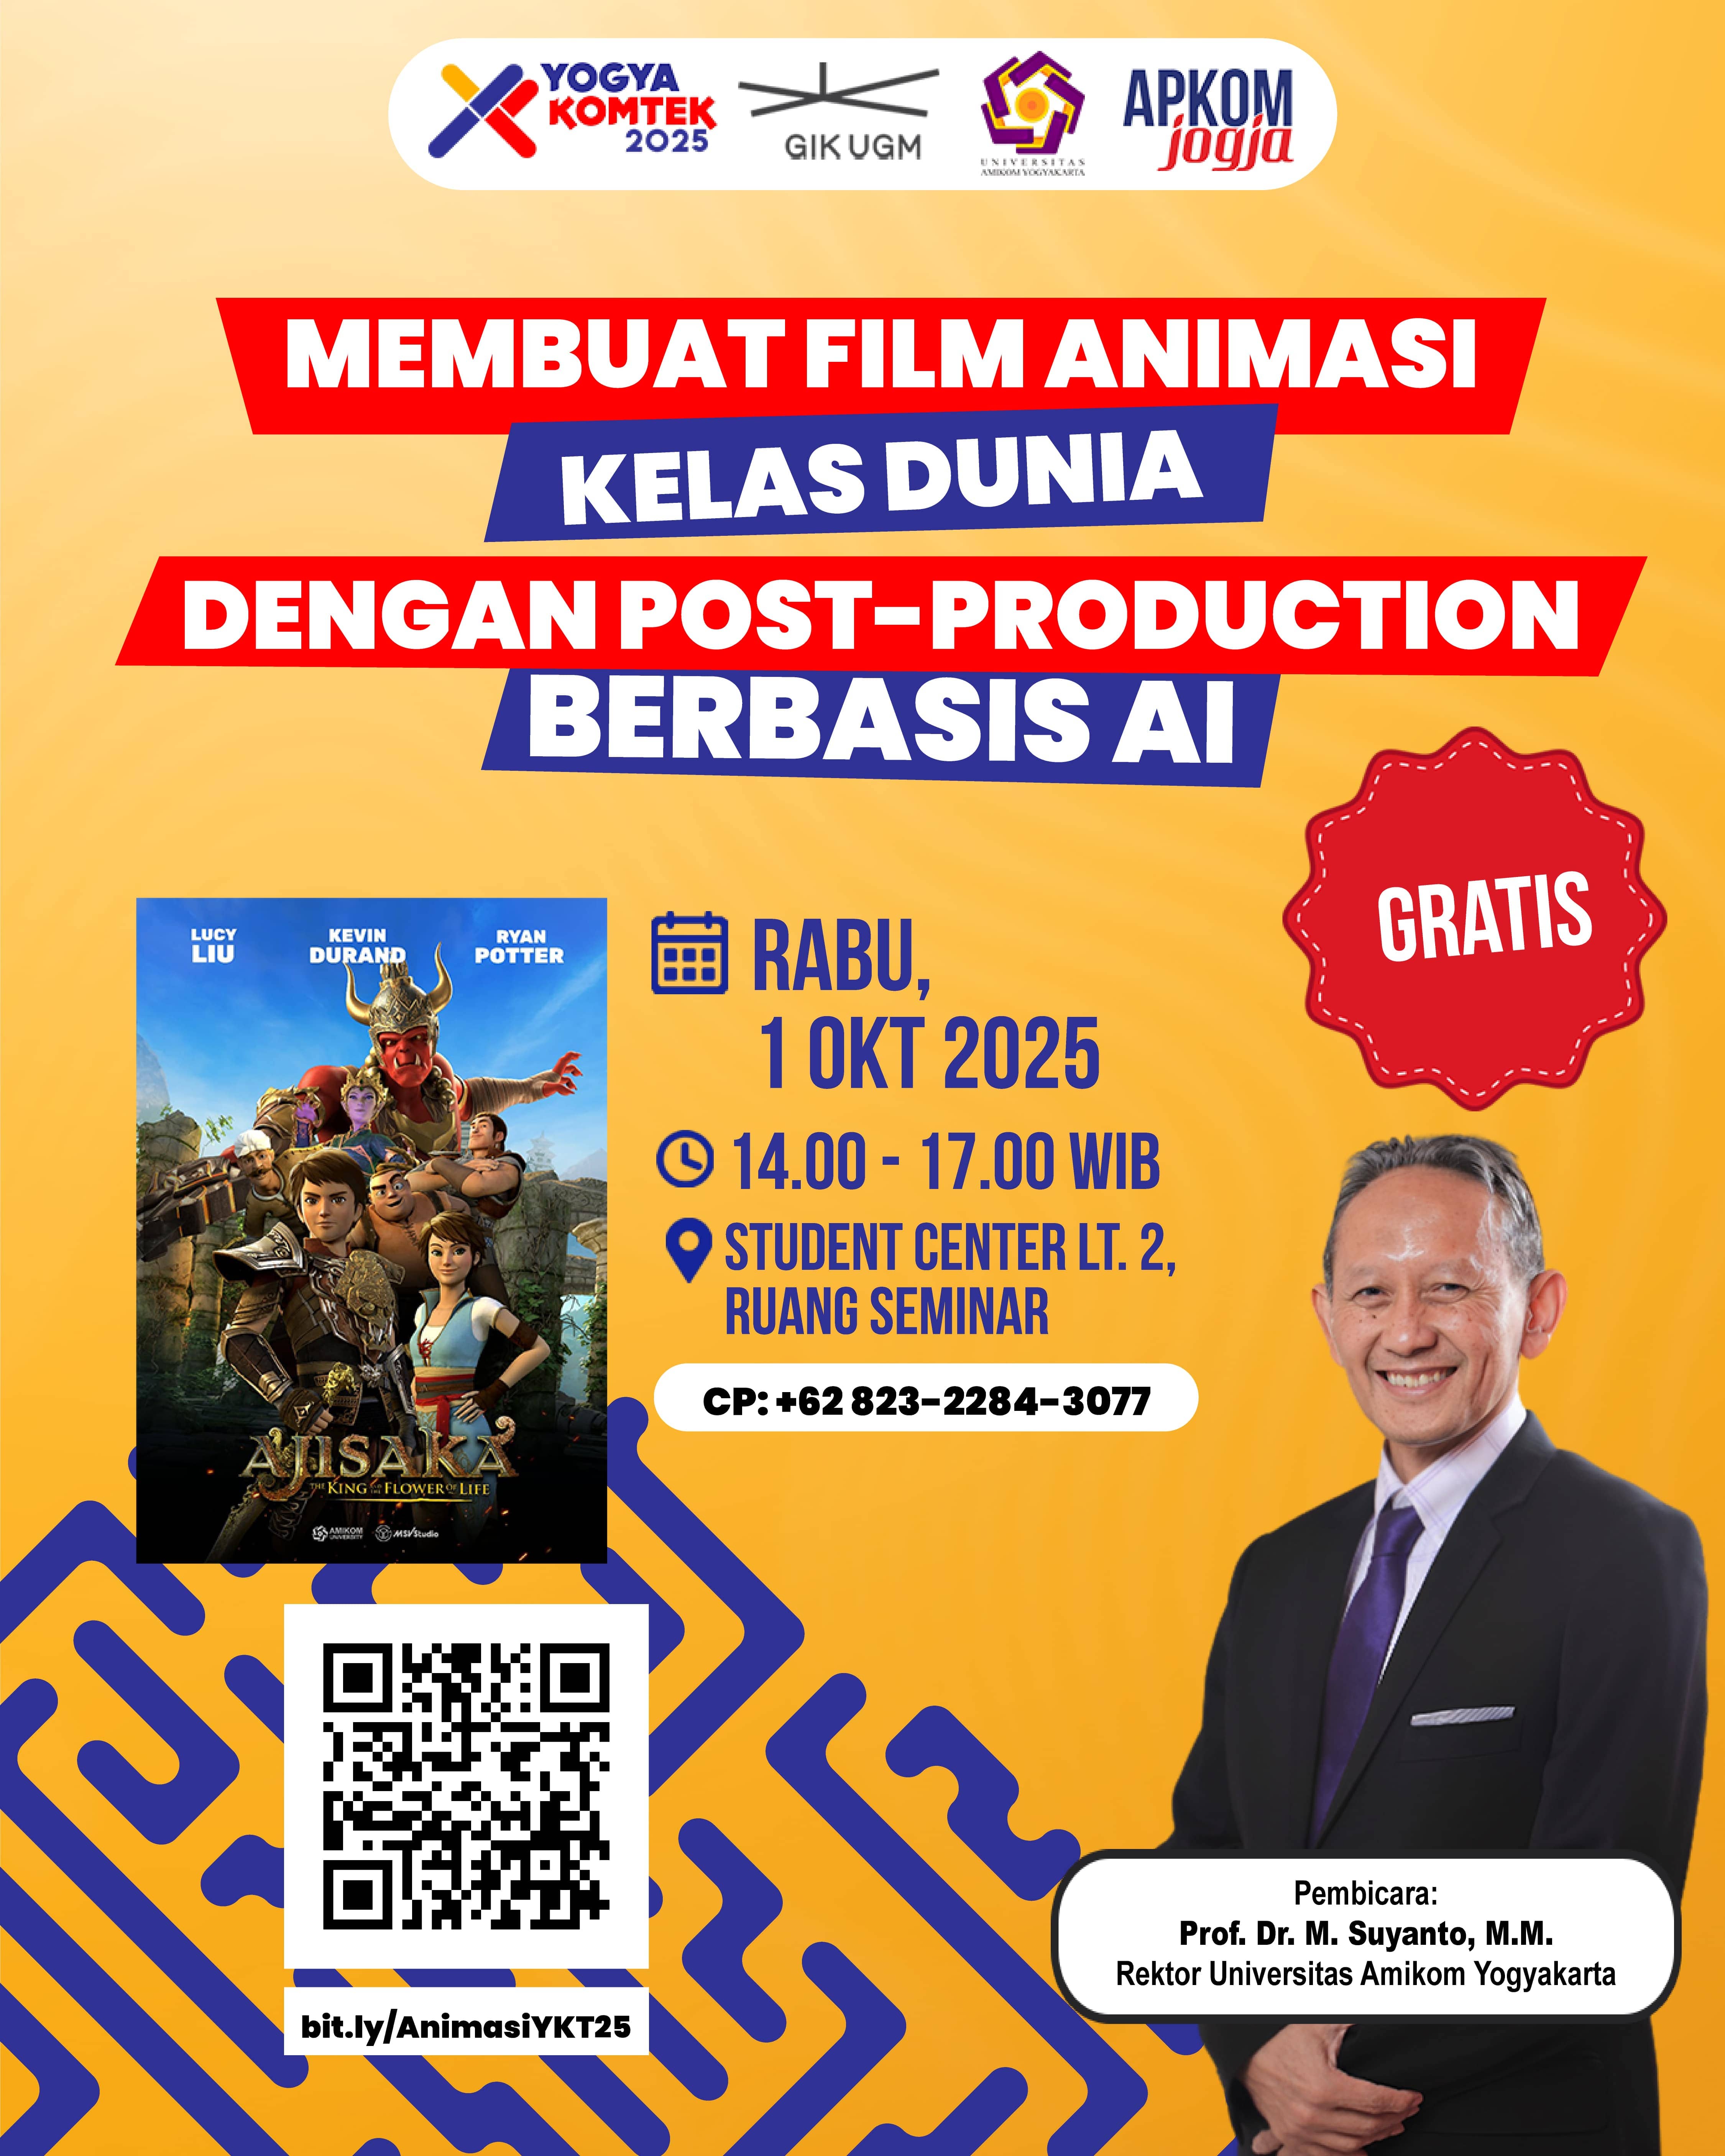 YOGYA
KOMTEK
2025
GIK UGM
UNIVERSITAS
AMIKOM YOGYAKARTA
APKOM
jogja
MEMBUAT FILM ANIMASI
KELAS DUNIA
DENGAN POST-PRODUCTION
BERBASIS AI
GRATIS
LUCY
LIU
KEVIN
DURAND
RYAN
POTTER
AJISAKA
THE KING AND THE FLOWER OF LIFE
AMIKOM
UNIVERSITY
MSV Studio
RABU,
1 OKT 2025
14.00 - 17.00 WIB
STUDENT CENTER LT. 2,
RUANG SEMINAR
CP: +62 823-2284-3077
bit.ly/AnimasiYKT25
Pembicara:
Prof. Dr. M. Suyanto, M.M.
Rektor Universitas Amikom Yogyakarta